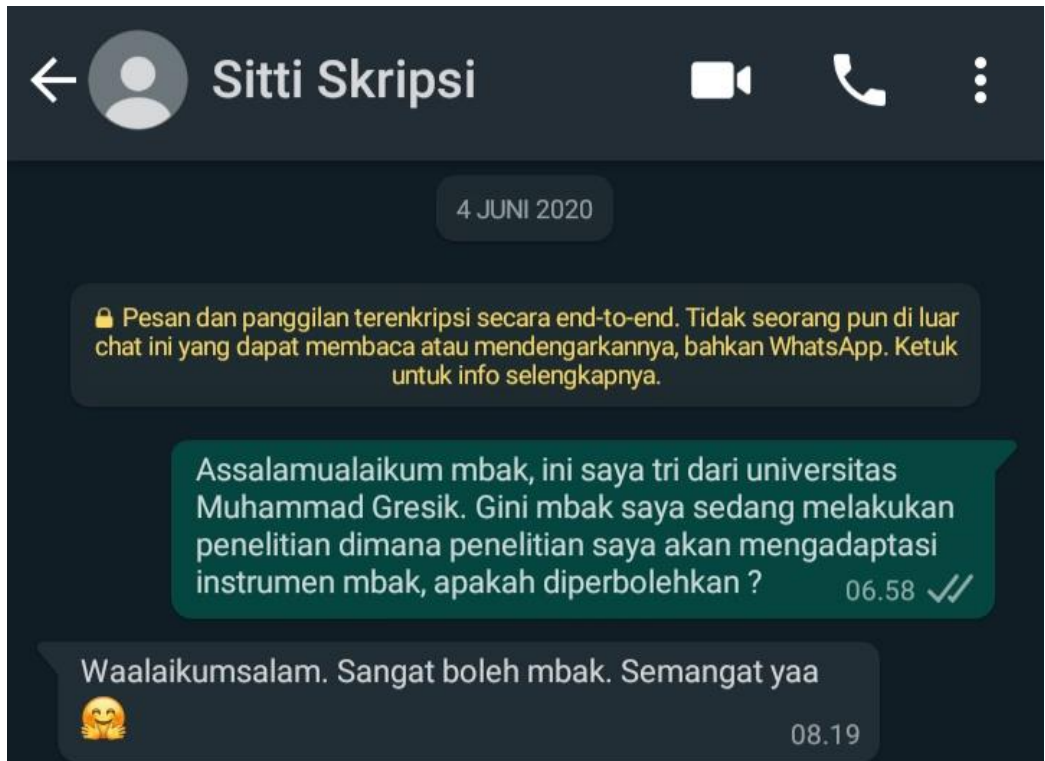 Sitti Skripsi
4 JUNI 2020
🔒 Pesan dan panggilan terenkripsi secara end-to-end. Tidak seorang pun di luar
chat ini yang dapat membaca atau mendengarkannya, bahkan WhatsApp. Ketuk
untuk info selengkapnya.
Assalamualaikum mbak, ini saya tri dari universitas
Muhammad Gresik. Gini mbak saya sedang melakukan
penelitian dimana penelitian saya akan mengadaptasi
instrumen mbak, apakah diperbolehkan ?
06.58
Waalaikumsalam. Sangat boleh mbak. Semangat yaa
🤗
08.19